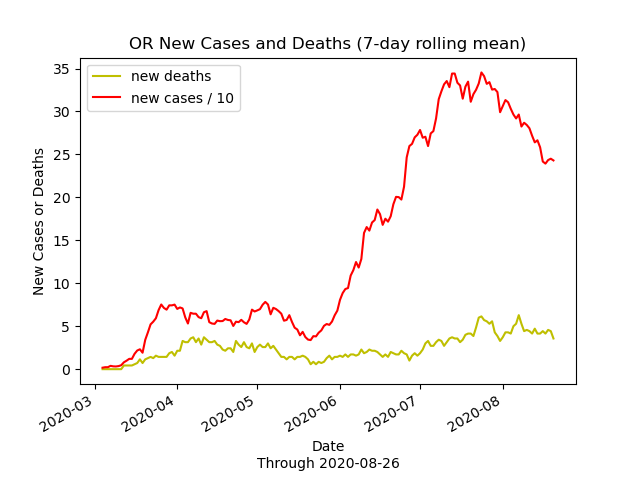 OR New Cases and Deaths (7-day rolling mean)
new deaths
new cases / 10
35
30
25
20
15
10
5
0
New Cases or Deaths
2020-03
2020-04
2020-05
2020-06
2020-07
2020-08
Date
Through 2020-08-26